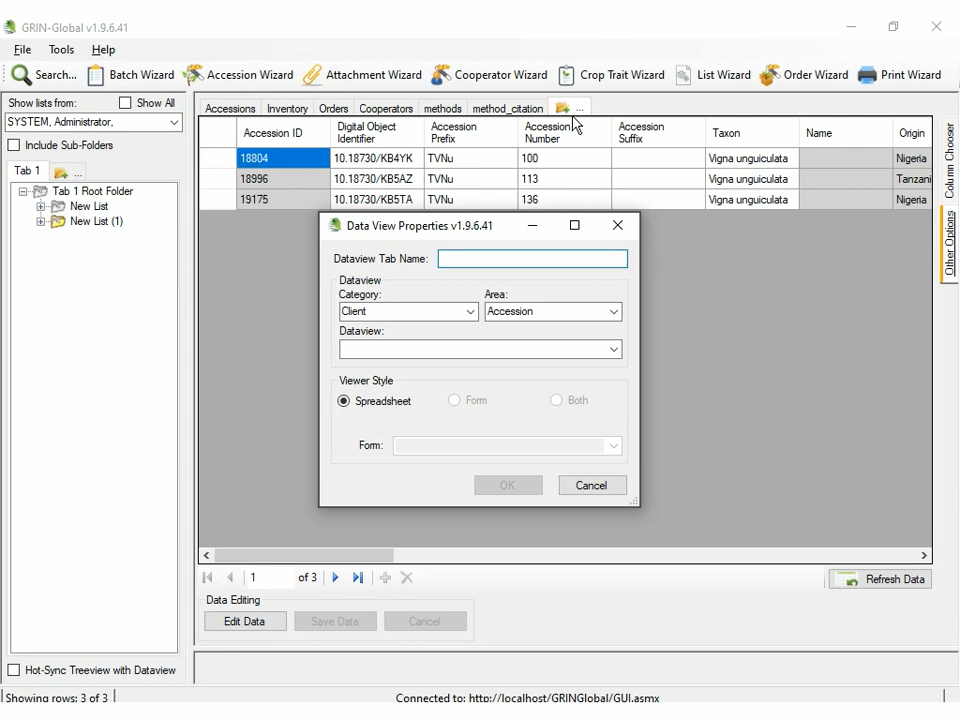 GRIN-Global v1.9.6.41
File Tools Help
Search... Batch Wizard Accession Wizard Attachment Wizard Cooperator Wizard Crop Trait Wizard List Wizard Order Wizard Print Wizard
Show lists from: Show All
SYSTEM, Administrator,
Include Sub-Folders
Tab 1 ...
Tab 1 Root Folder
New List
New List (1)
Hot-Sync Treeview with Dataview
Accessions Inventory Orders Cooperators methods method_citation ...
Accession ID Digital Object Identifier Accession Prefix Accession Number Accession Suffix Taxon Name Origin
18804 10.18730/KB4YK TVNu 100 Vigna unguiculata Nigeria
18996 10.18730/KB5AZ TVNu 113 Vigna unguiculata Tanzani
19175 10.18730/KB5TA TVNu 136 Vigna unguiculata Nigeria
Data View Properties v1.9.6.41
Dataview Tab Name:
Dataview
Category: Area:
Client Accession
Dataview:
Viewer Style
Spreadsheet Form Both
Form:
OK Cancel
1 of 3
Refresh Data
Data Editing
Edit Data Save Data Cancel
Column Chooser
Other Options
Showing rows: 3 of 3 Connected to: http://localhost/GRINGlobal/GUI.asmx